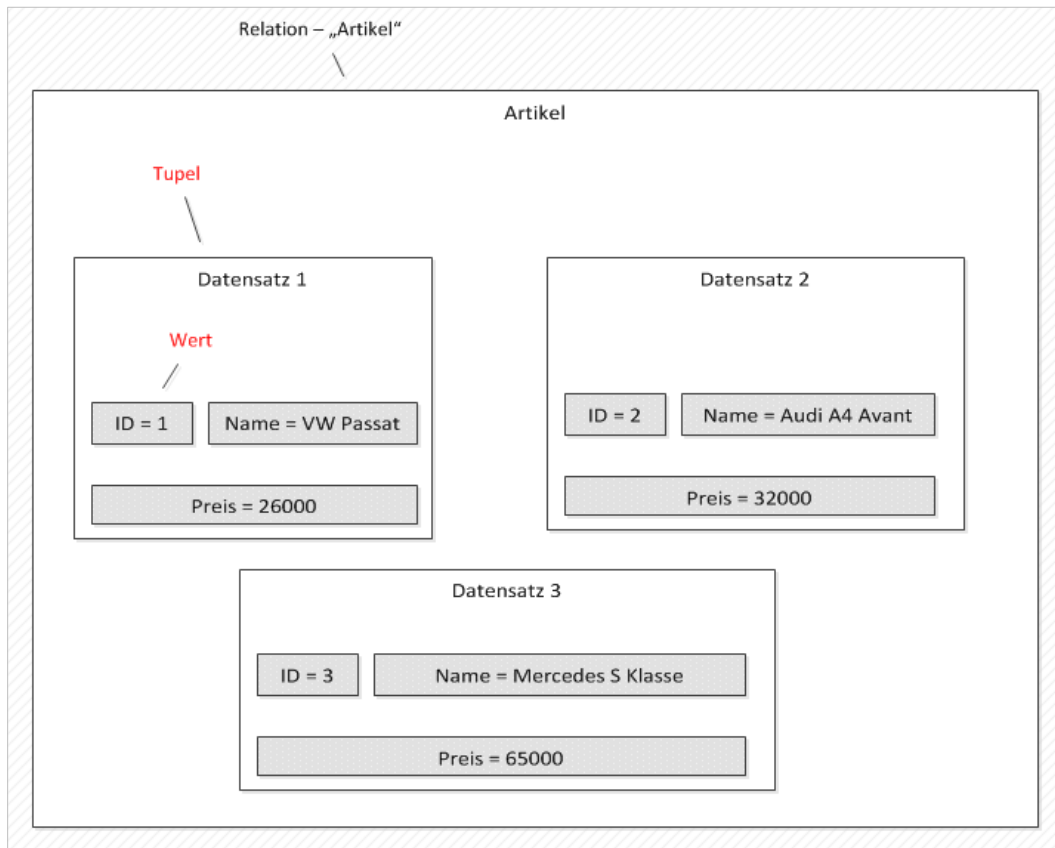 Relation – „Artikel“
Artikel
Tupel
Datensatz 1
Wert
ID = 1
Name = VW Passat
Preis = 26000
Datensatz 2
ID = 2
Name = Audi A4 Avant
Preis = 32000
Datensatz 3
ID = 3
Name = Mercedes S Klasse
Preis = 65000